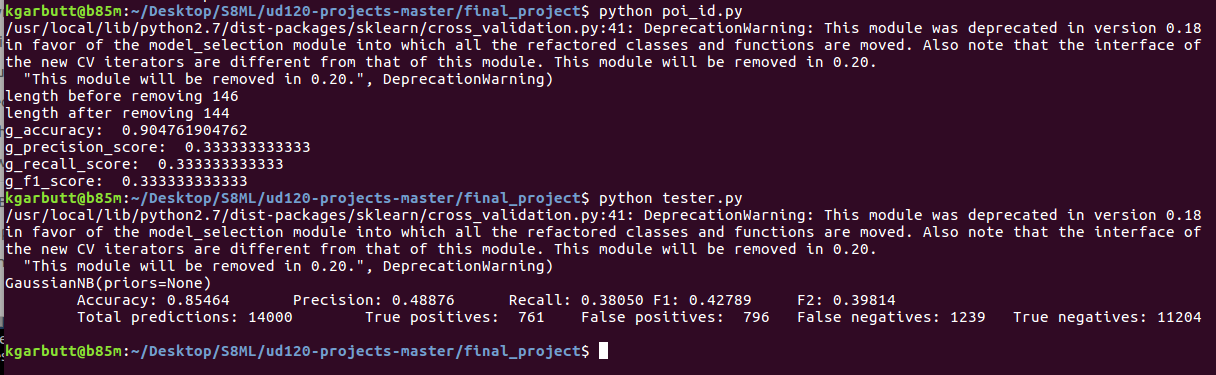 kgarbutt@b85m:~/Desktop/S8ML/ud120-projects-master/final_project$ python poi_id.py
/usr/local/lib/python2.7/dist-packages/sklearn/cross_validation.py:41: DeprecationWarning: This module was deprecated in version 0.18
in favor of the model_selection module into which all the refactored classes and functions are moved. Also note that the interface of
the new CV iterators are different from that of this module. This module will be removed in 0.20.
  "This module will be removed in 0.20.", DeprecationWarning)
length before removing 146
length after removing 144
g_accuracy:  0.904761904762
g_precision_score:  0.333333333333
g_recall_score:  0.333333333333
g_f1_score:  0.333333333333
kgarbutt@b85m:~/Desktop/S8ML/ud120-projects-master/final_project$ python tester.py
/usr/local/lib/python2.7/dist-packages/sklearn/cross_validation.py:41: DeprecationWarning: This module was deprecated in version 0.18
in favor of the model_selection module into which all the refactored classes and functions are moved. Also note that the interface of
the new CV iterators are different from that of this module. This module will be removed in 0.20.
  "This module will be removed in 0.20.", DeprecationWarning)
GaussianNB(priors=None)
        Accuracy: 0.85464       Precision: 0.48876      Recall: 0.38050 F1: 0.42789     F2: 0.39814
        Total predictions: 14000        True positives:  761    False positives:  796   False negatives: 1239   True negatives: 11204
kgarbutt@b85m:~/Desktop/S8ML/ud120-projects-master/final_project$